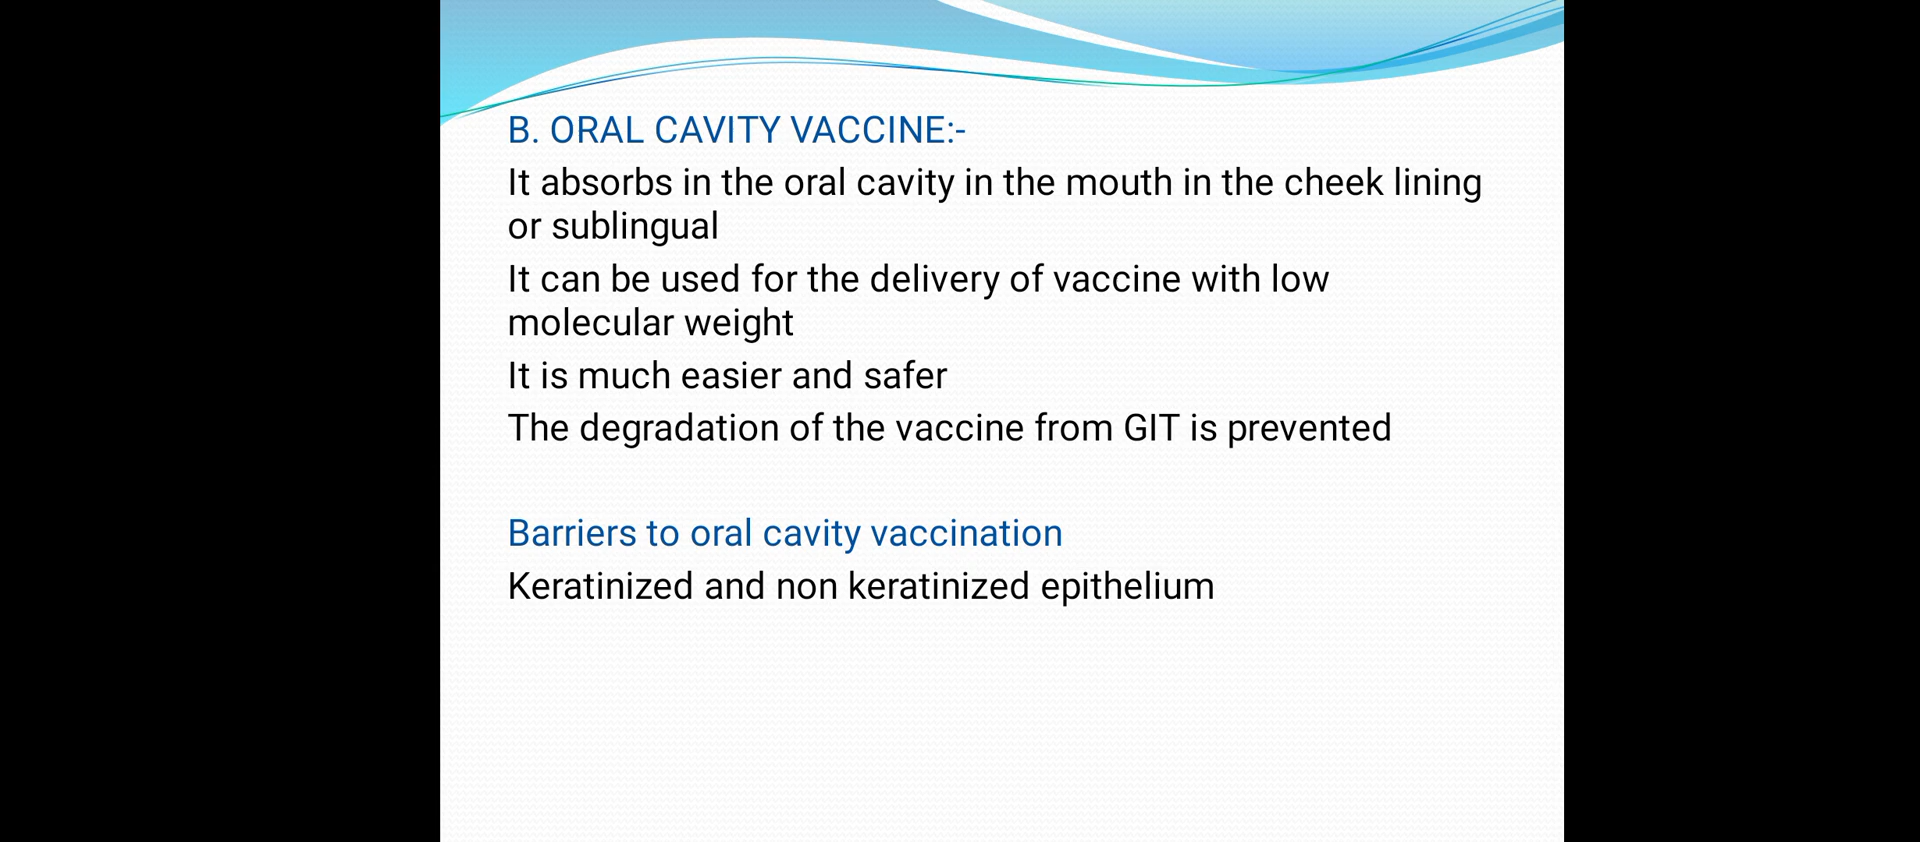 B. ORAL CAVITY VACCINE:-
It absorbs in the oral cavity in the mouth in the cheek lining
or sublingual
It can be used for the delivery of vaccine with low
molecular weight
It is much easier and safer
The degradation of the vaccine from GIT is prevented
Barriers to oral cavity vaccination
Keratinized and non keratinized epithelium